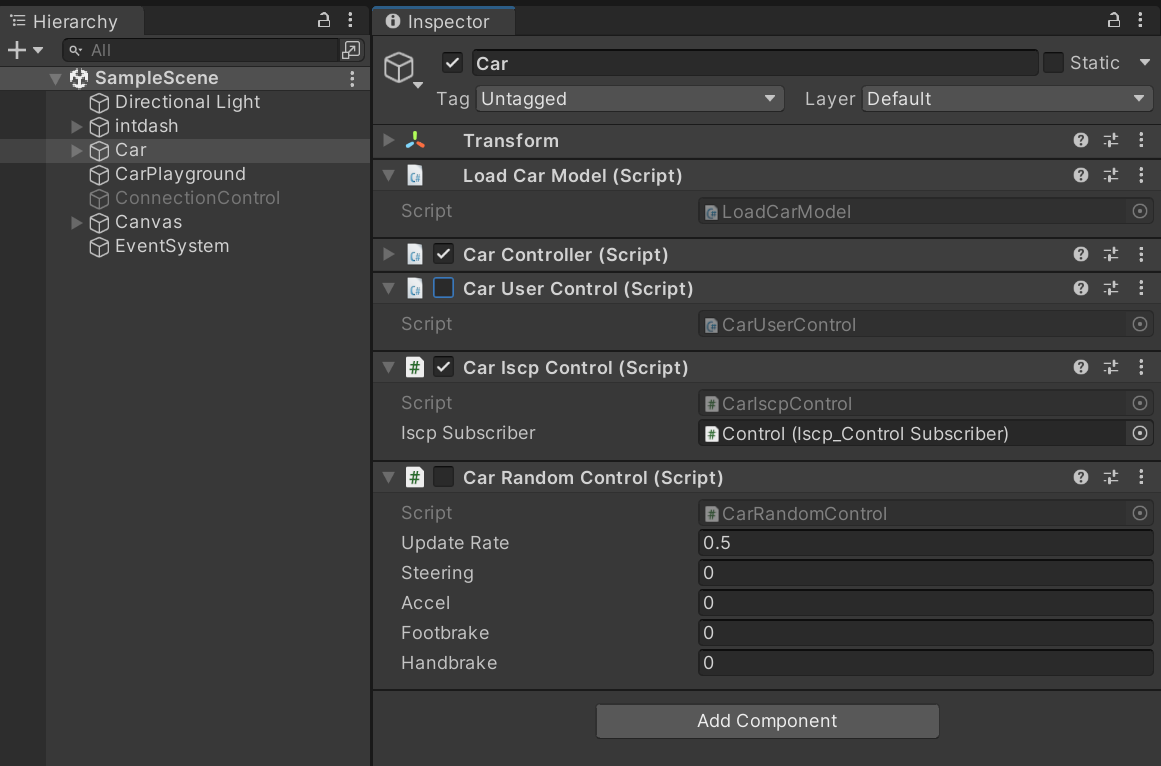 Hierarchy
All
SampleScene
Directional Light
intdash
Car
CarPlayground
ConnectionControl
Canvas
EventSystem
Inspector
Car
Static
Tag Untagged Layer Default
Transform
Load Car Model (Script)
Script LoadCarModel
Car Controller (Script)
Car User Control (Script)
Script CarUserControl
Car Iscp Control (Script)
Script CarIscpControl
Iscp Subscriber Control (Iscp_Control Subscriber)
Car Random Control (Script)
Script CarRandomControl
Update Rate 0.5
Steering 0
Accel 0
Footbrake 0
Handbrake 0
Add Component